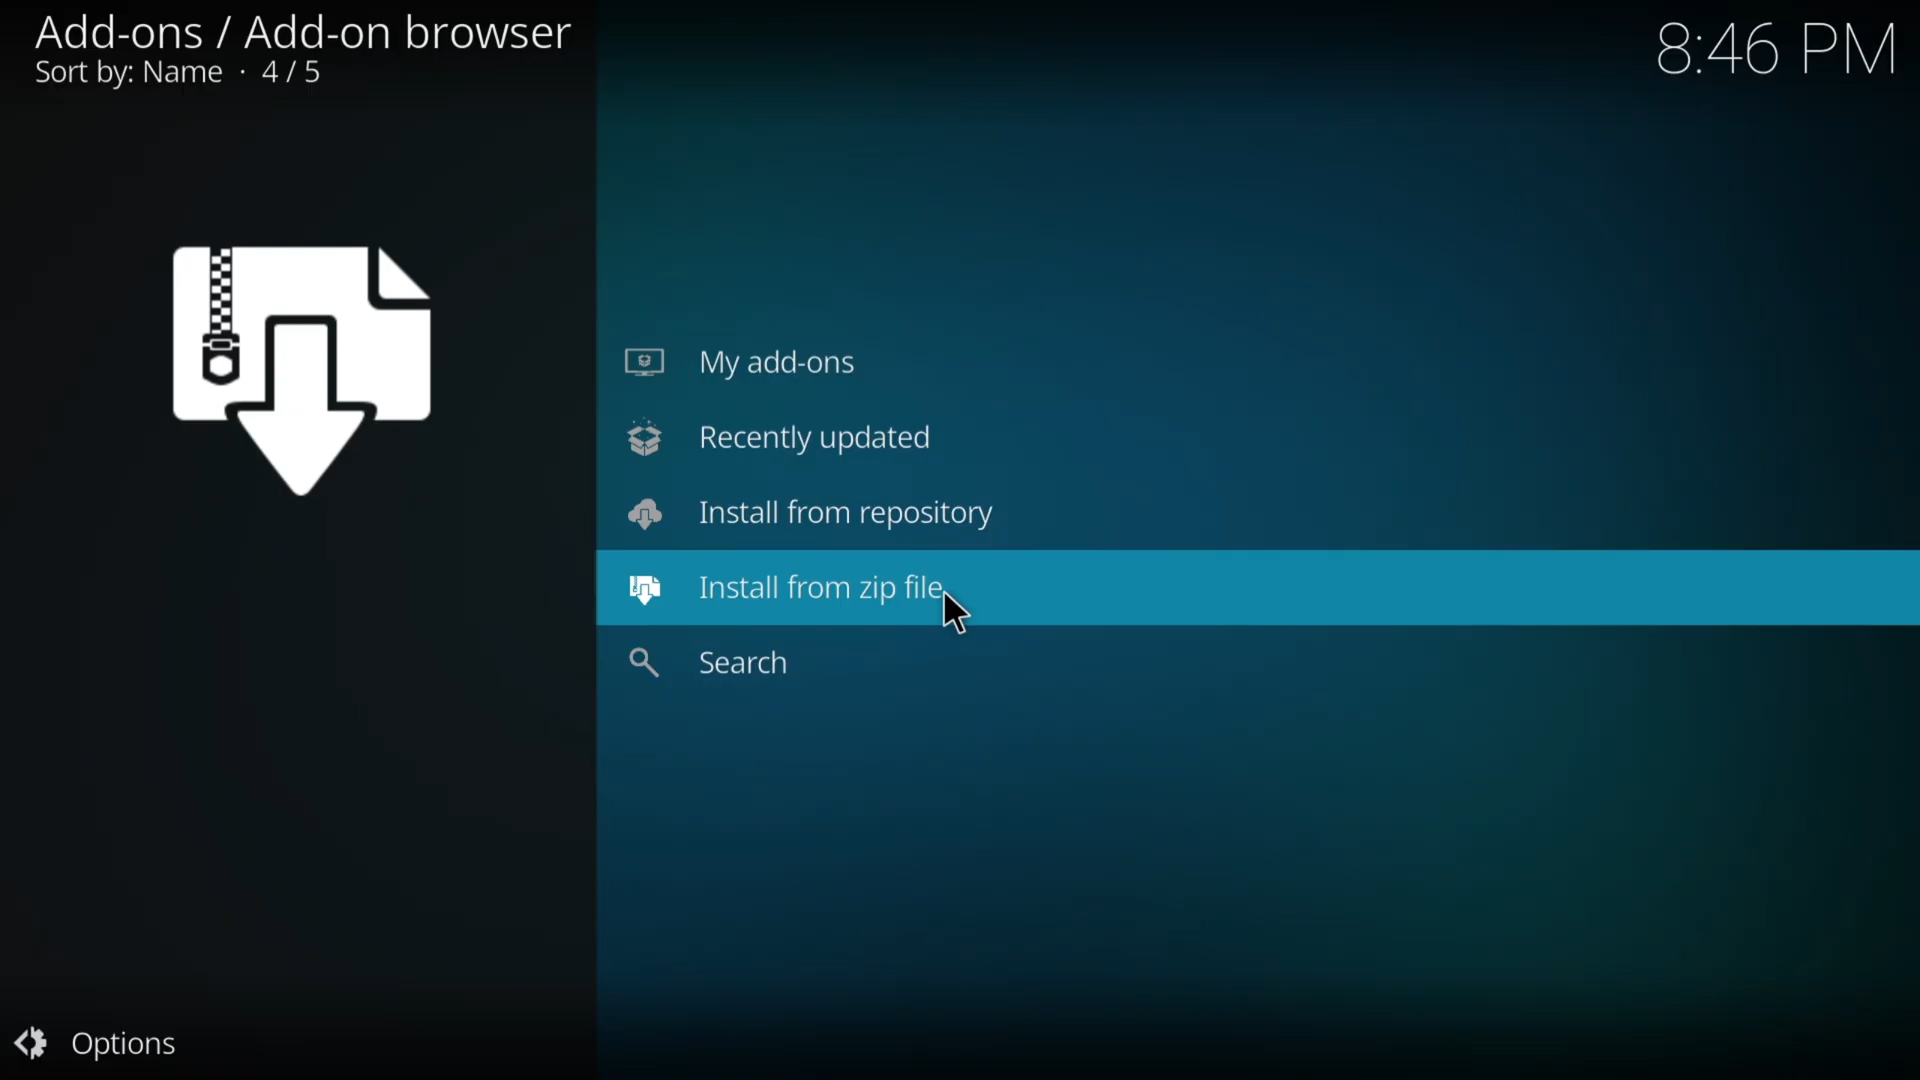 Add-ons / Add-on browser
Sort by: Name · 4 / 5
8:46 PM
My add-ons
Recently updated
Install from repository
Install from zip file
Search
Options